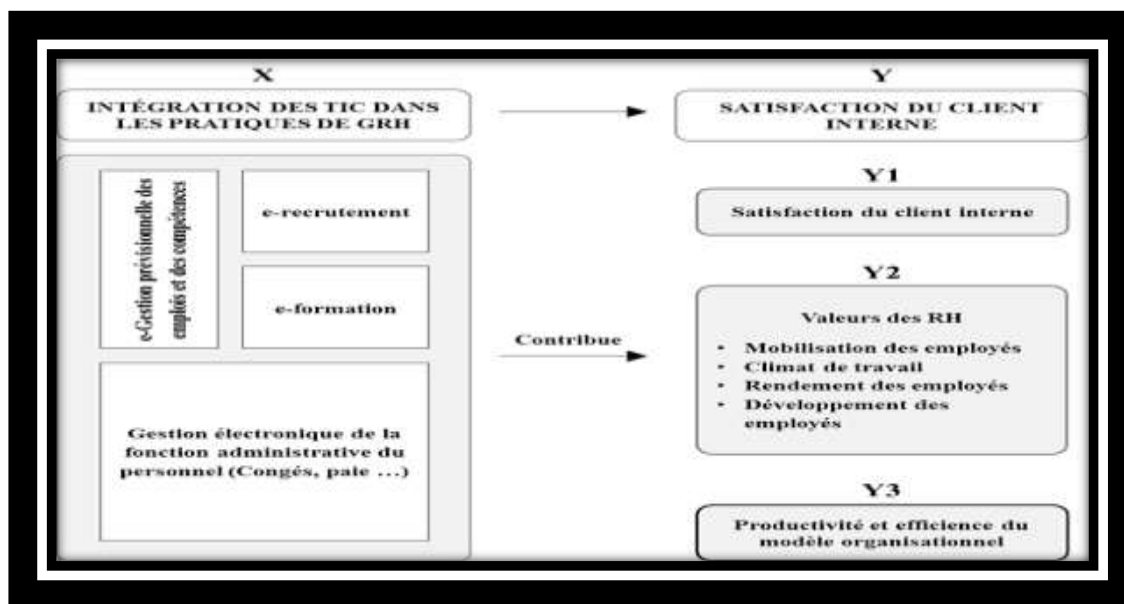 X
INTÉGRATION DES TIC DANS
LES PRATIQUES DE GRH
e-Gestion prévisionnelle des
emplois et des compétences
e-recrutement
e-formation
Gestion électronique de la
fonction administrative du
personnel (Congés, paie ...)
Contribue
Y
SATISFACTION DU CLIENT
INTERNE
Y1
Satisfaction du client interne
Y2
Valeurs des RH
• Mobilisation des employés
• Climat de travail
• Rendement des employés
• Développement des
employés
Y3
Productivité et efficience du
modèle organisationnel